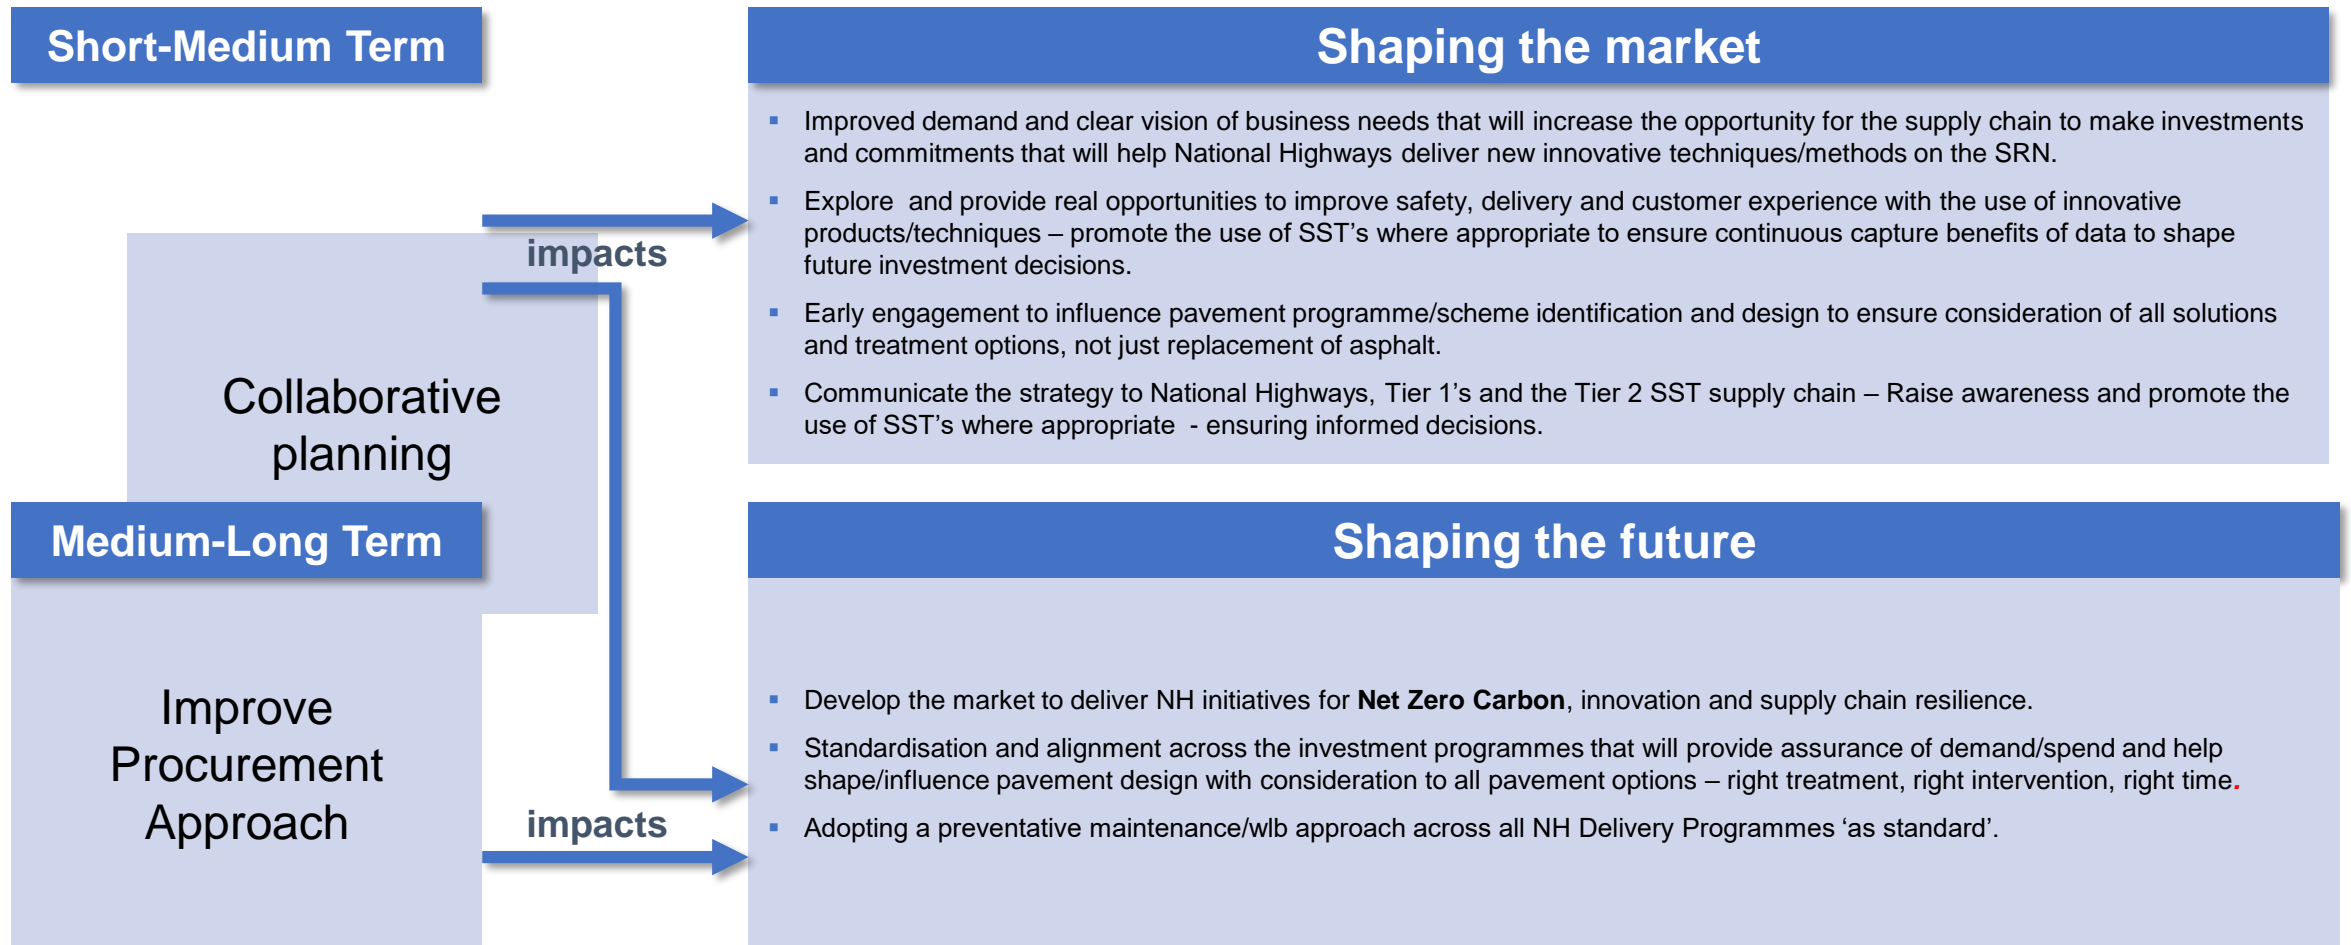 Short-Medium Term
Shaping the market
▪ Improved demand and clear vision of business needs that will increase the opportunity for the supply chain to make investments
and commitments that will help National Highways deliver new innovative techniques/methods on the SRN.
▪ Explore  and provide real opportunities to improve safety, delivery and customer experience with the use of innovative
products/techniques – promote the use of SST’s where appropriate to ensure continuous capture benefits of data to shape
future investment decisions.
▪ Early engagement to influence pavement programme/scheme identification and design to ensure consideration of all solutions
and treatment options, not just replacement of asphalt.
▪ Communicate the strategy to National Highways, Tier 1’s and the Tier 2 SST supply chain – Raise awareness and promote the
use of SST’s where appropriate  - ensuring informed decisions.
impacts
Collaborative
planning
Medium-Long Term
Shaping the future
Improve
Procurement
Approach
impacts
▪ Develop the market to deliver NH initiatives for Net Zero Carbon, innovation and supply chain resilience.
▪ Standardisation and alignment across the investment programmes that will provide assurance of demand/spend and help
shape/influence pavement design with consideration to all pavement options – right treatment, right intervention, right time.
▪ Adopting a preventative maintenance/wlb approach across all NH Delivery Programmes ‘as standard’.